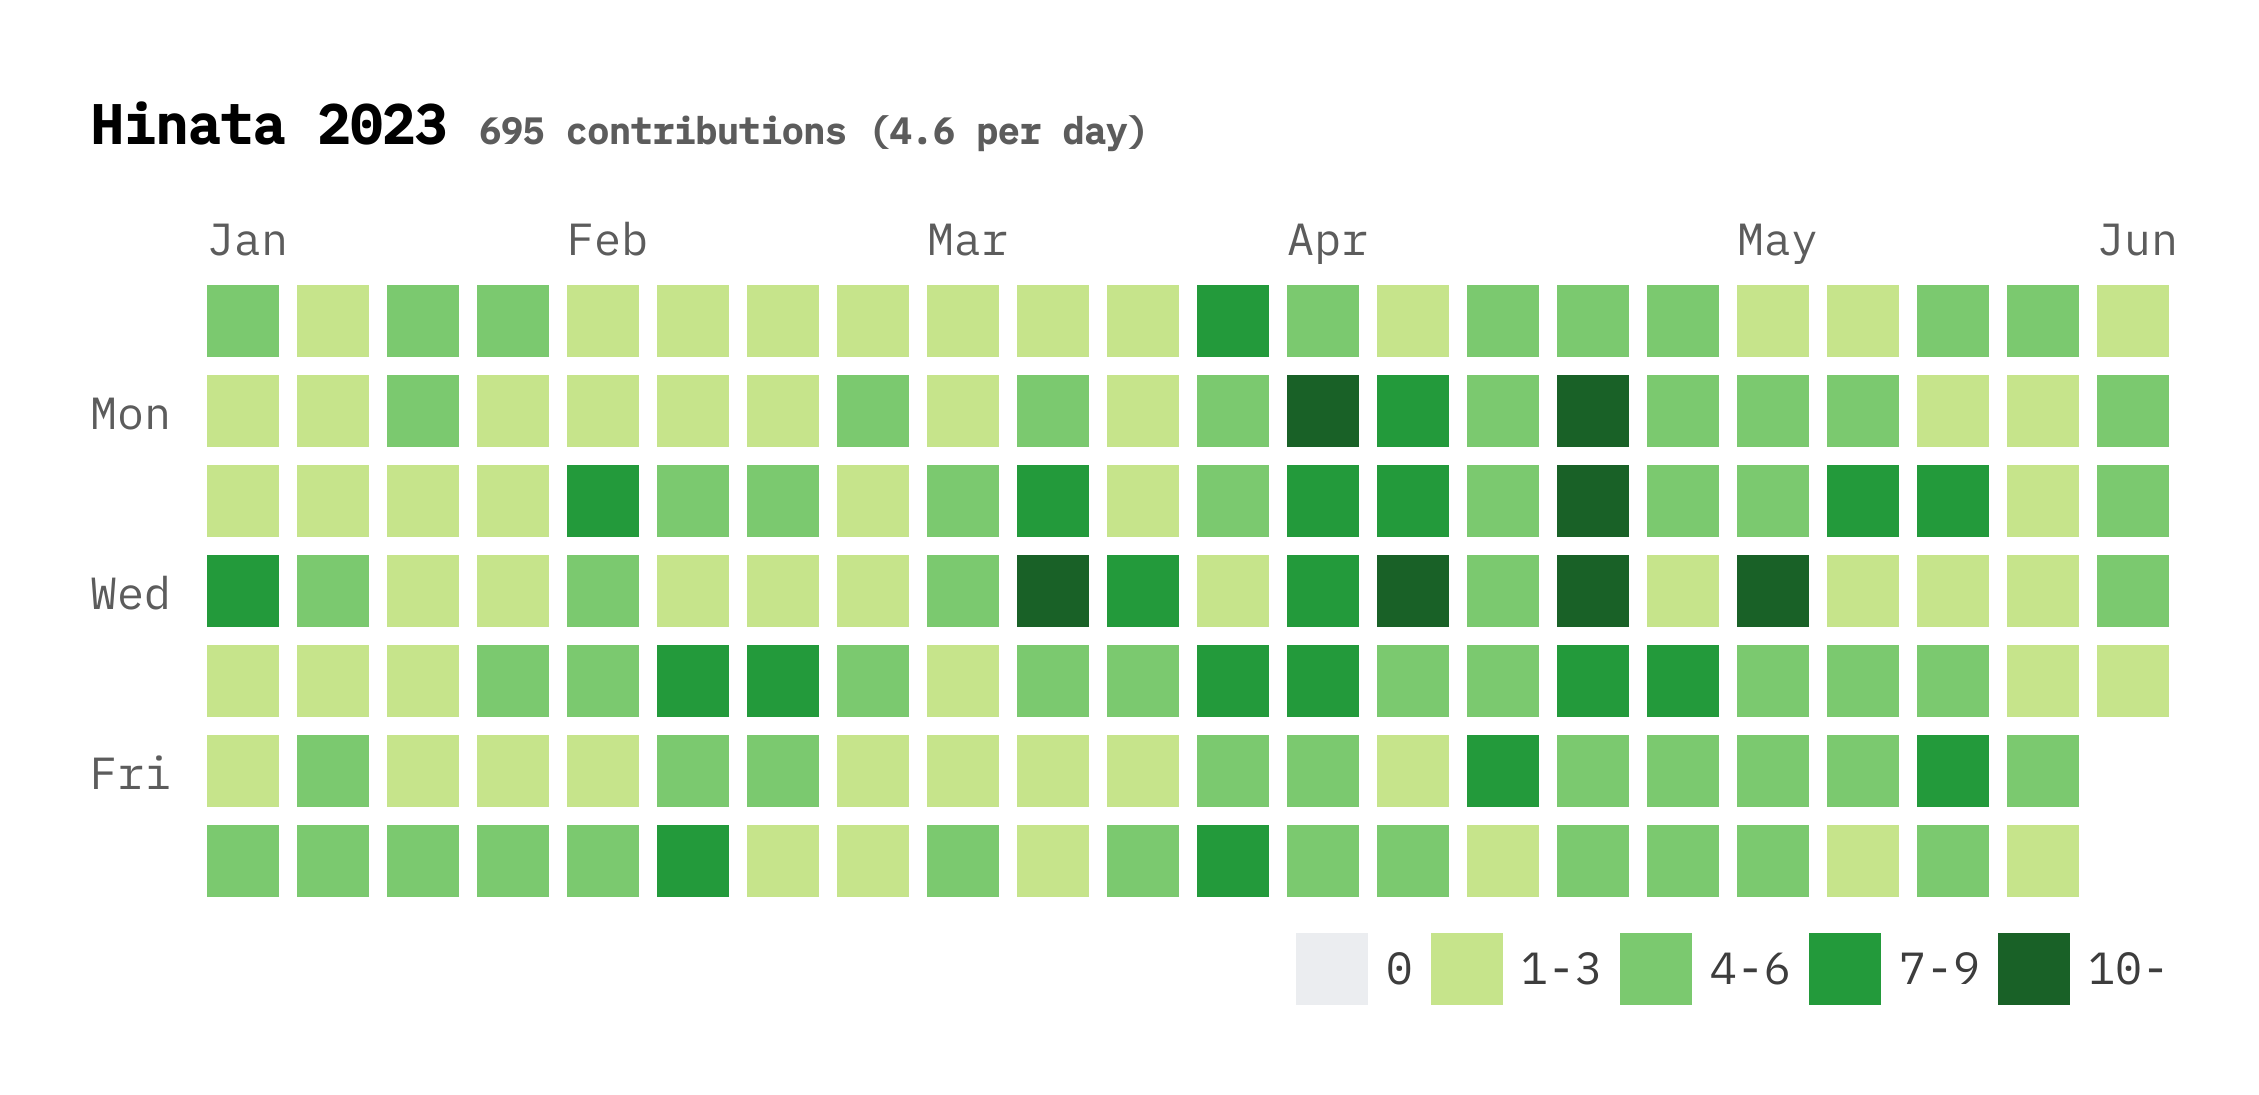 Hinata 2023 695 contributions (4.6 per day)
Jan Feb Mar Apr May Jun
Mon
Wed
Fri
0 1-3 4-6 7-9 10-